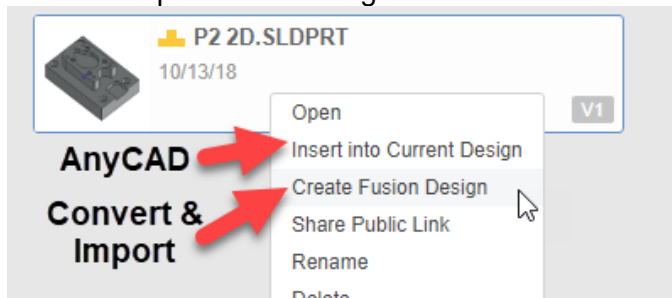 P2 2D.SLDPRT
10/13/18
V1
Open
Insert into Current Design
AnyCAD
Create Fusion Design
Convert &
Import
Share Public Link
Rename